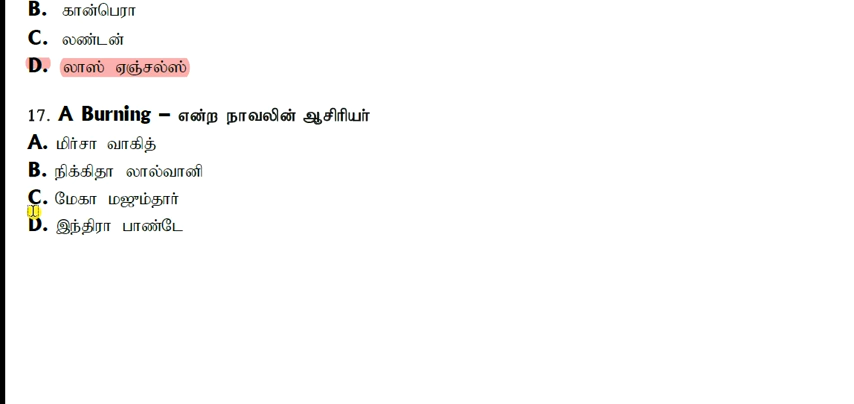 B. கான்பெரா
C. லண்டன்
D. லாஸ் ஏஞ்சல்ஸ்
17. A Burning – என்ற நாவலின் ஆசிரியர்
A. மிர்சா வாகித்
B. நிக்கிதா லால்வானி
C. மேகா மஜும்தார்
D. இந்திரா பாண்டே